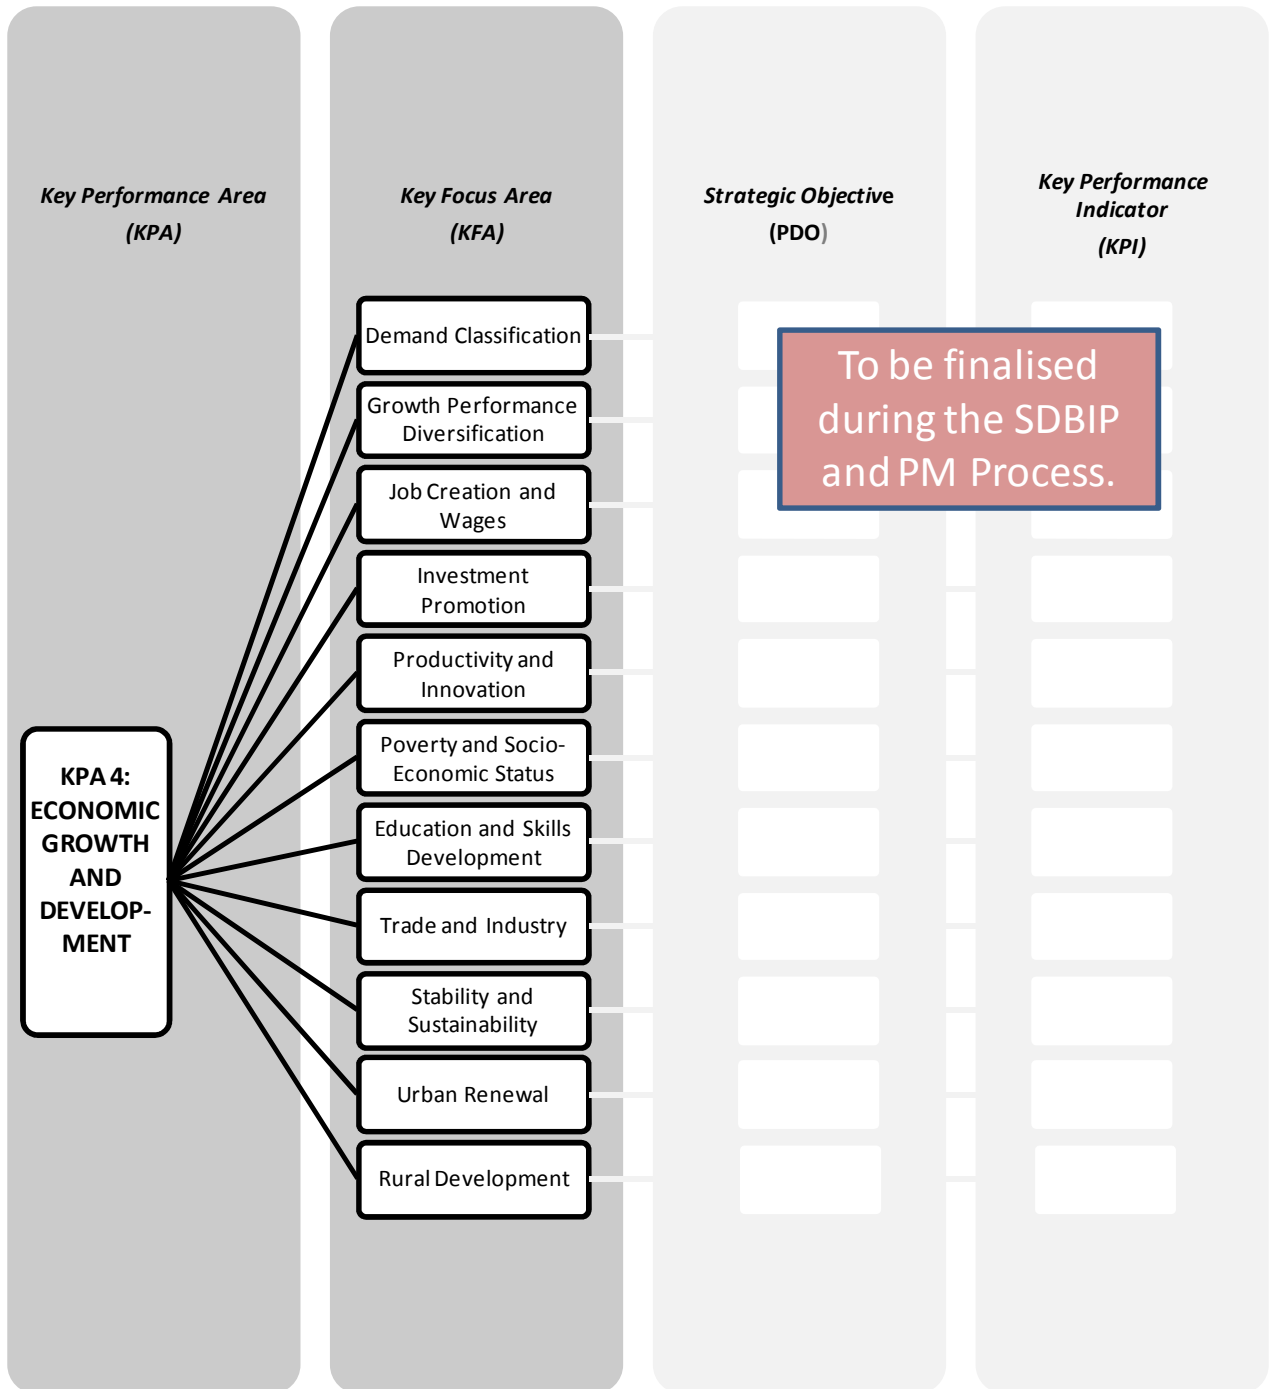 Key Performance Area
(KPA)
Key Focus Area
(KFA)
Strategic Objective
(PDO)
Key Performance
Indicator
(KPI)
KPA 4:
ECONOMIC
GROWTH
AND
DEVELOP-
MENT
Demand Classification
Growth Performance
Diversification
Job Creation and
Wages
Investment
Promotion
Productivity and
Innovation
Poverty and Socio-
Economic Status
Education and Skills
Development
Trade and Industry
Stability and
Sustainability
Urban Renewal
Rural Development
To be finalised
during the SDBIP
and PM Process.